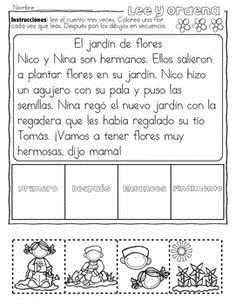 Nombre
Lee y ordena
Instrucciones: lee el cuento tres veces. Colorea una flor
cada vez que leas. Después pon los dibujos en secuencia.
El jardín de flores
Nico y Nina son hermanos. Ellos salieron
a plantar flores en su jardín. Nico hizo
un agujero con su pala y puso las
semillas. Nina regó el nuevo jardín con la
regadera que les había regalado su tío
Tomás. ¡Vamos a tener flores muy
hermosas, dijo mamá!
primero después entonces finalmente